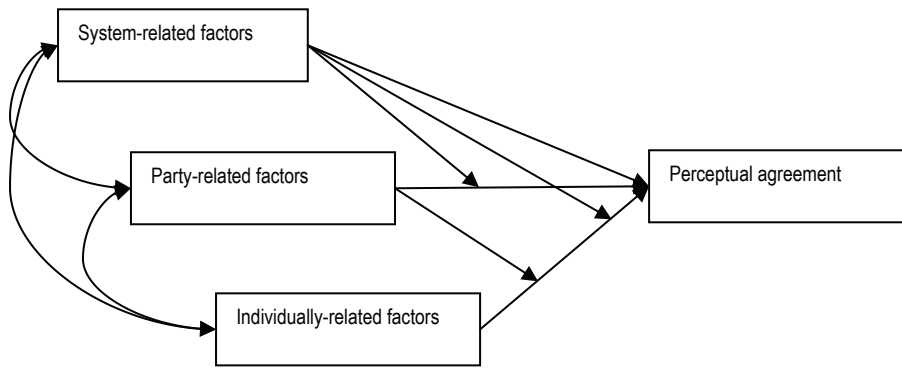 System-related factors
Party-related factors
Perceptual agreement
Individually-related factors